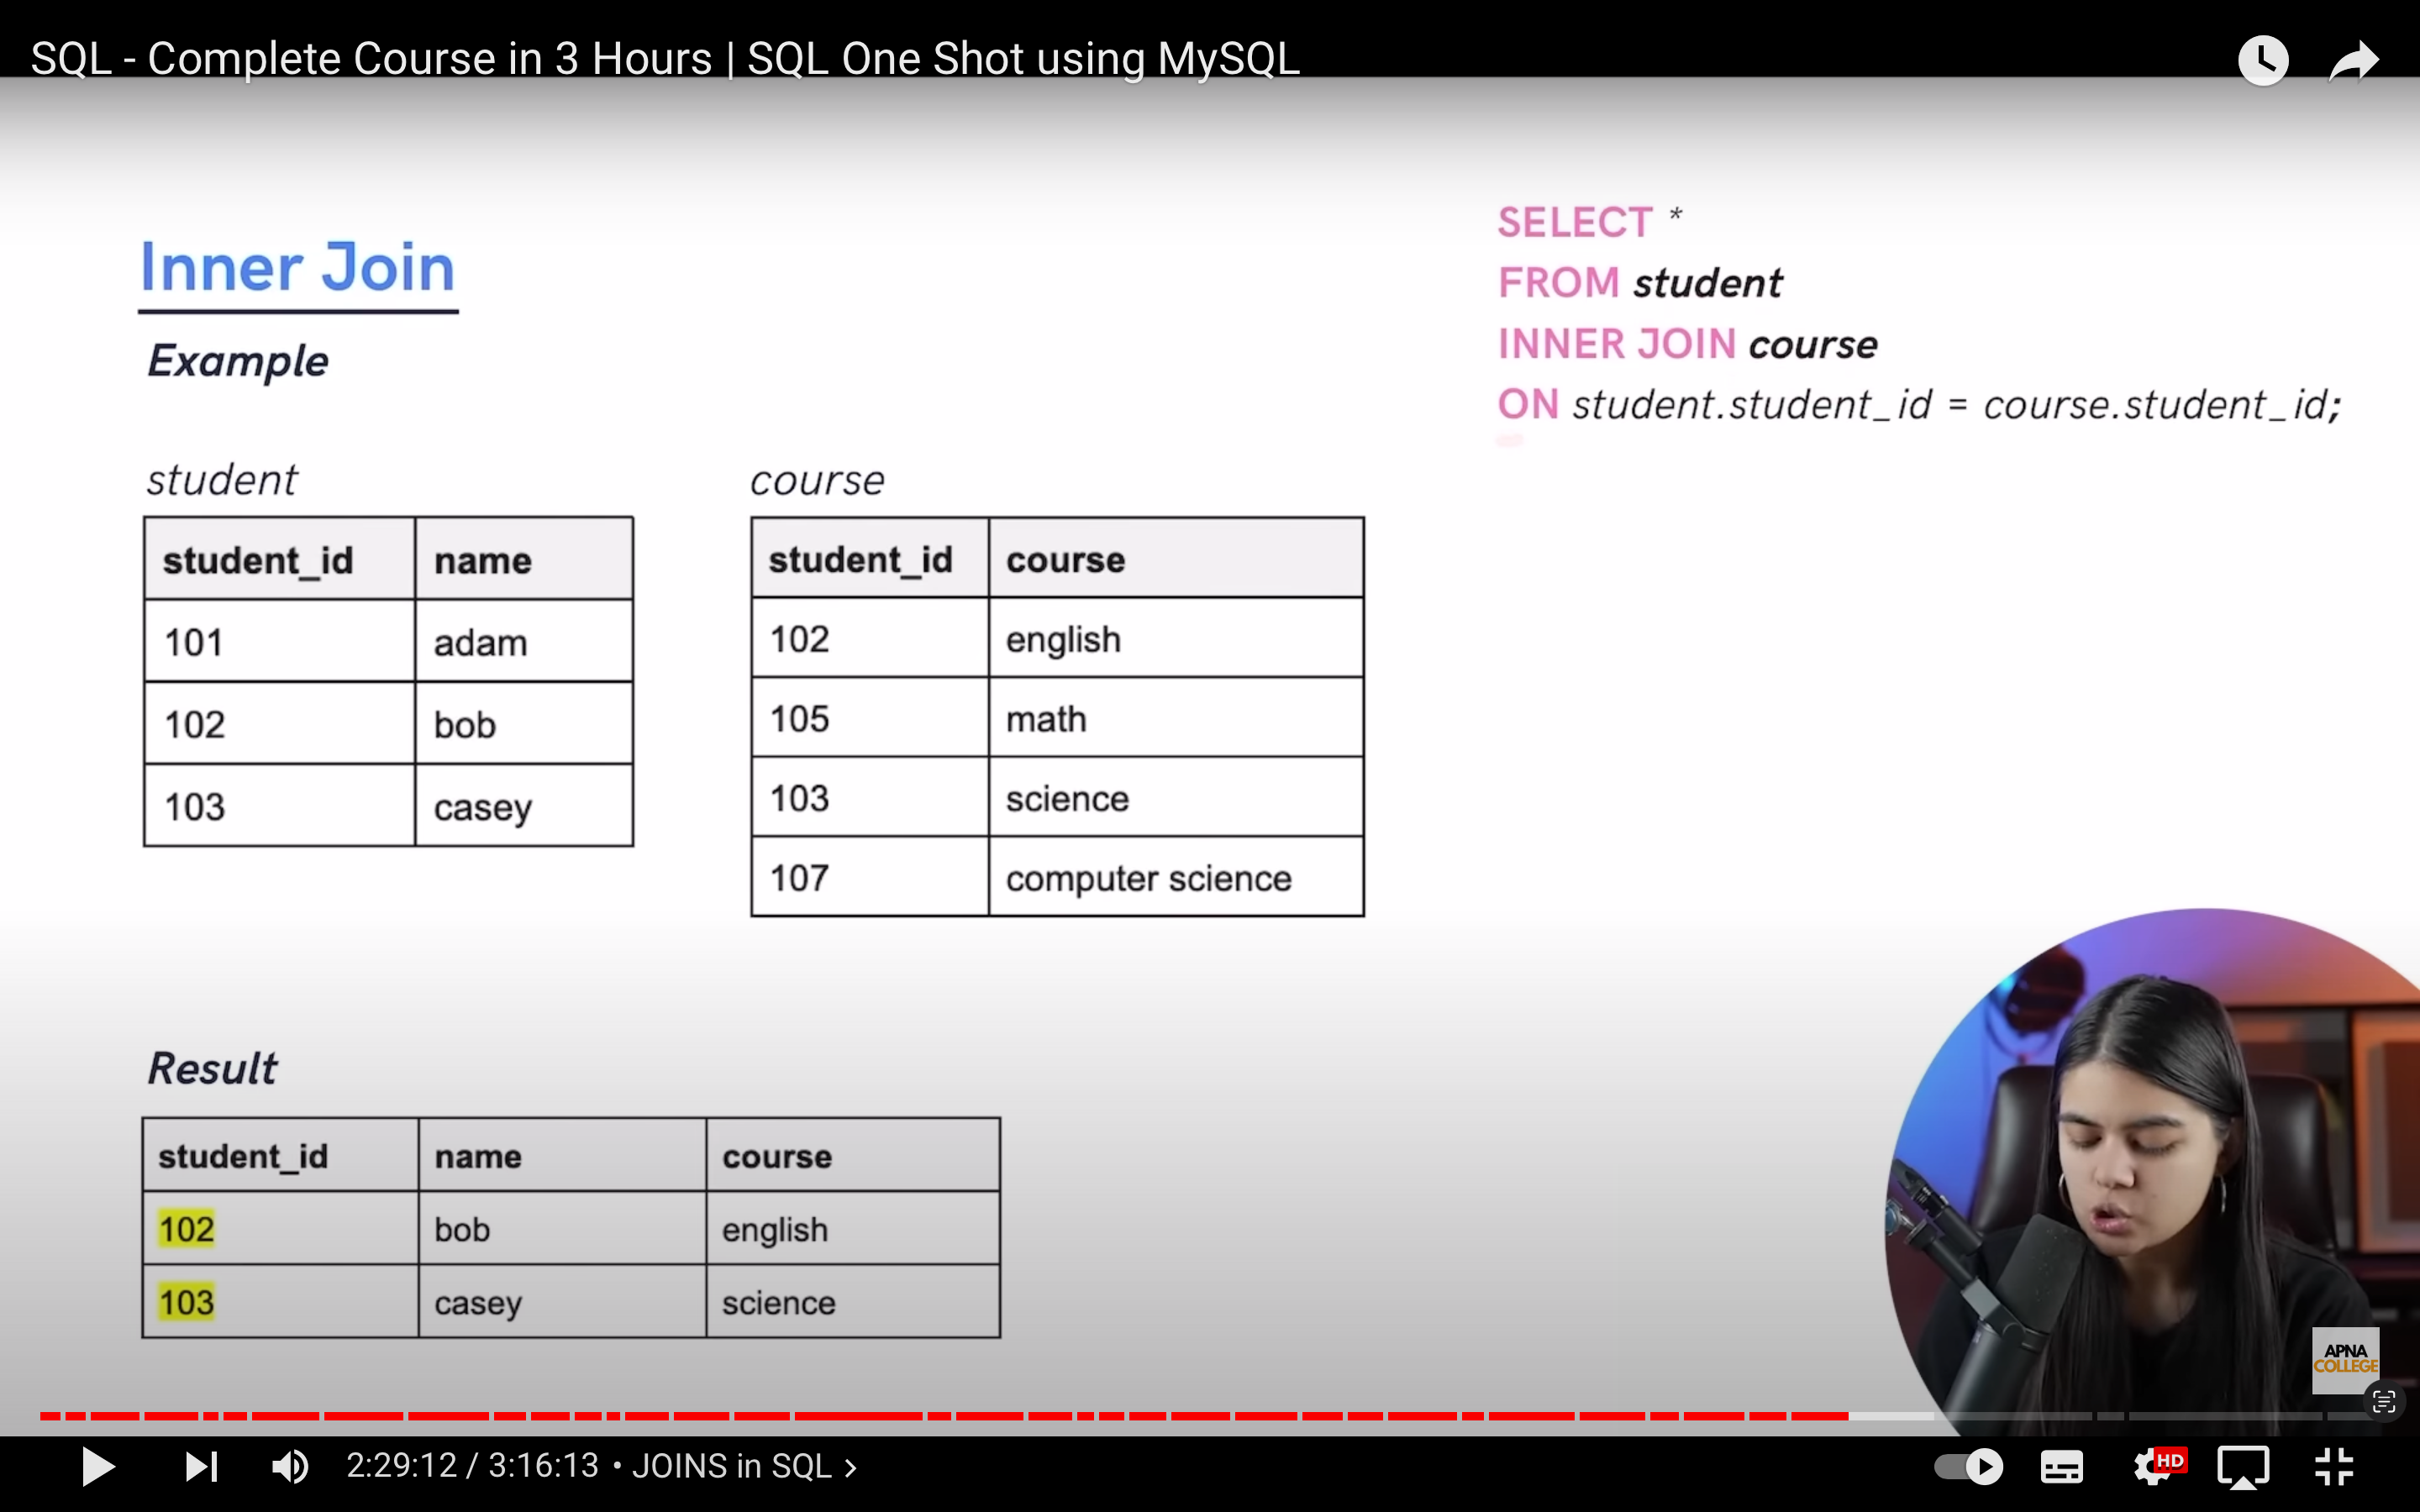 SQL - Complete Course in 3 Hours | SQL One Shot using MySQL
Inner Join
Example
SELECT *
FROM student
INNER JOIN course
ON student.student_id = course.student_id;
student
student_id name
101 adam
102 bob
103 casey
course
student_id course
102 english
105 math
103 science
107 computer science
Result
student_id name course
102 bob english
103 casey science
APNA
COLLEGE
2:29:12 / 3:16:13 • JOINS in SQL >
HD